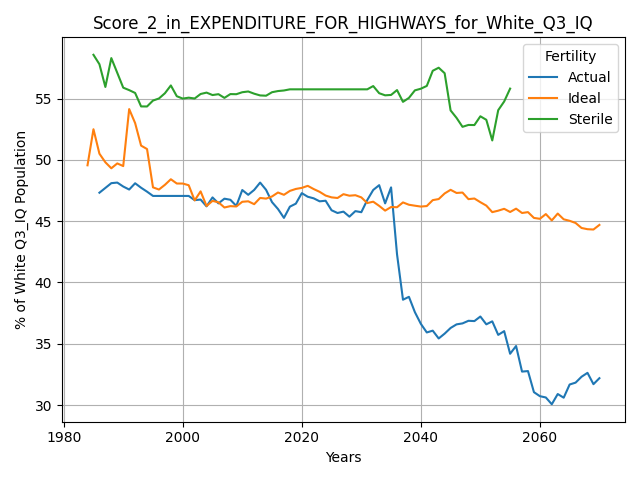 Score_2_in_EXPENDITURE_FOR_HIGHWAYS_for_White_Q3_IQ
Fertility
Actual
Ideal
Sterile
% of White Q3_IQ Population
55
50
45
40
35
30
1980
2000
2020
2040
2060
Years